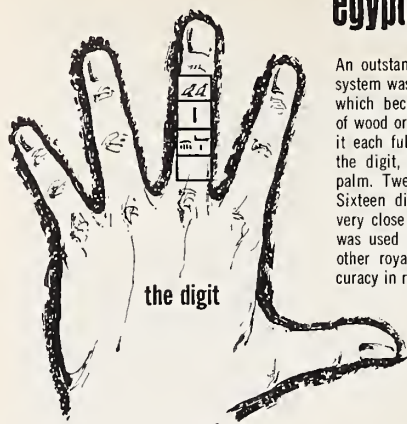 egypt
An outstan
system was
which bec
of wood or
it each ful
the digit,
palm. Twe
Sixteen di
very close
was used
other roya
curacy in r
the digit